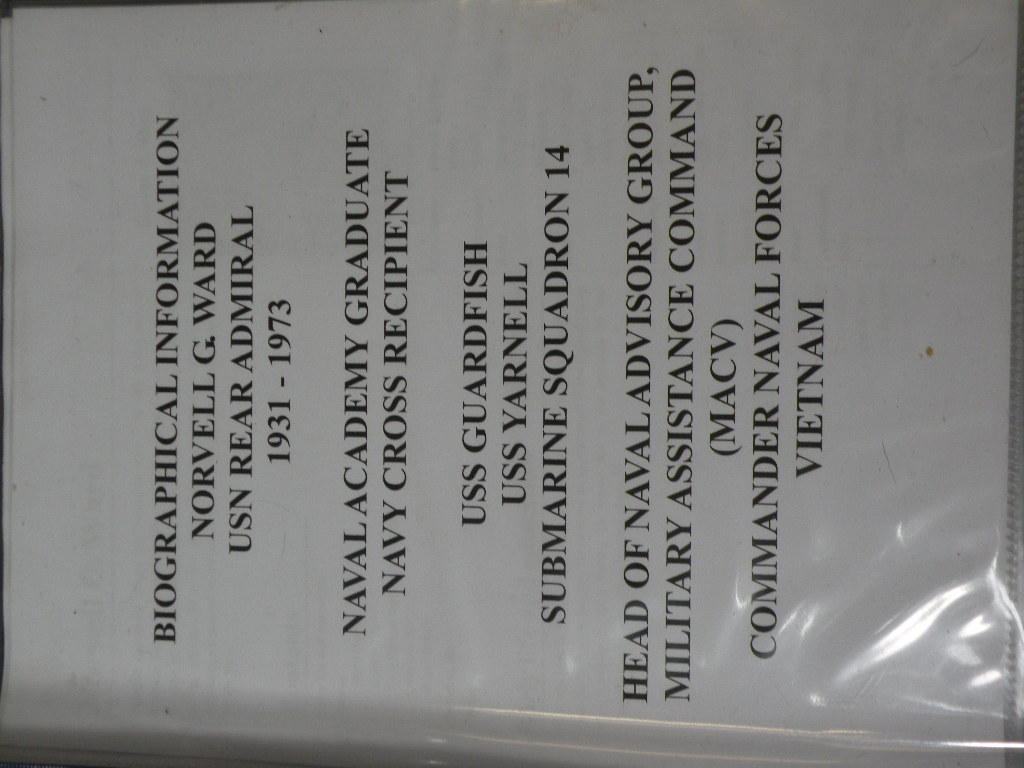 BIOGRAPHICAL INFORMATION
NORVELL G. WARD
USN REAR ADMIRAL
1931 - 1973
NAVAL ACADEMY GRADUATE
NAVY CROSS RECIPIENT
USS GUARDFISH
USS YARNELL
SUBMARINE SQUADRON 14
HEAD OF NAVAL ADVISORY GROUP,
MILITARY ASSISTANCE COMMAND
(MACV)
COMMANDER NAVAL FORCES
VIETNAM